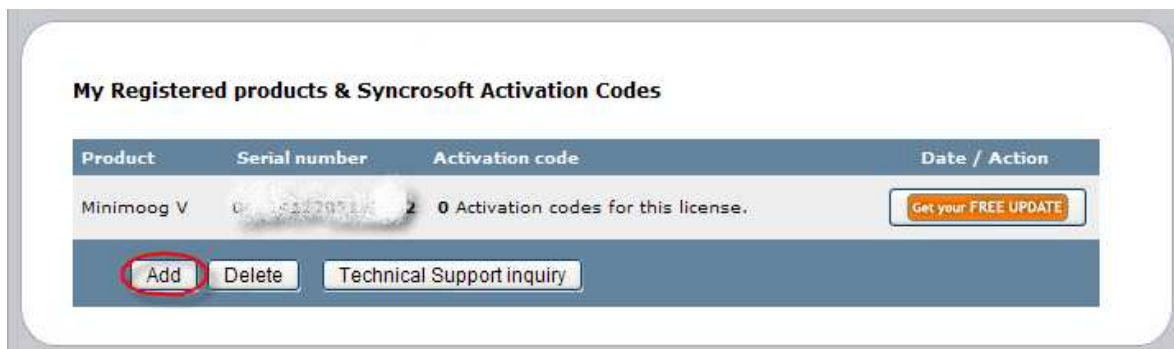 My Registered products & Syncrosoft Activation Codes
Product Serial number Activation code Date / Action
Minimoog V 2 0 Activation codes for this license. Get your FREE UPDATE
Add Delete Technical Support inquiry